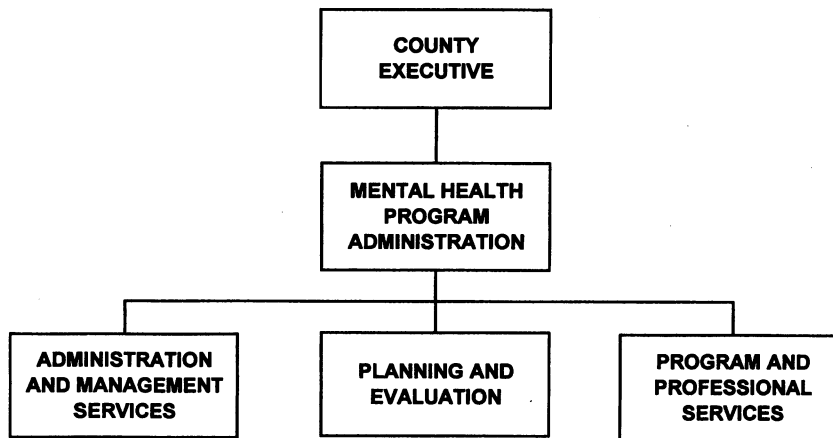 COUNTY
EXECUTIVE
MENTAL HEALTH
PROGRAM
ADMINISTRATION
ADMINISTRATION
AND MANAGEMENT
SERVICES
PLANNING AND
EVALUATION
PROGRAM AND
PROFESSIONAL
SERVICES